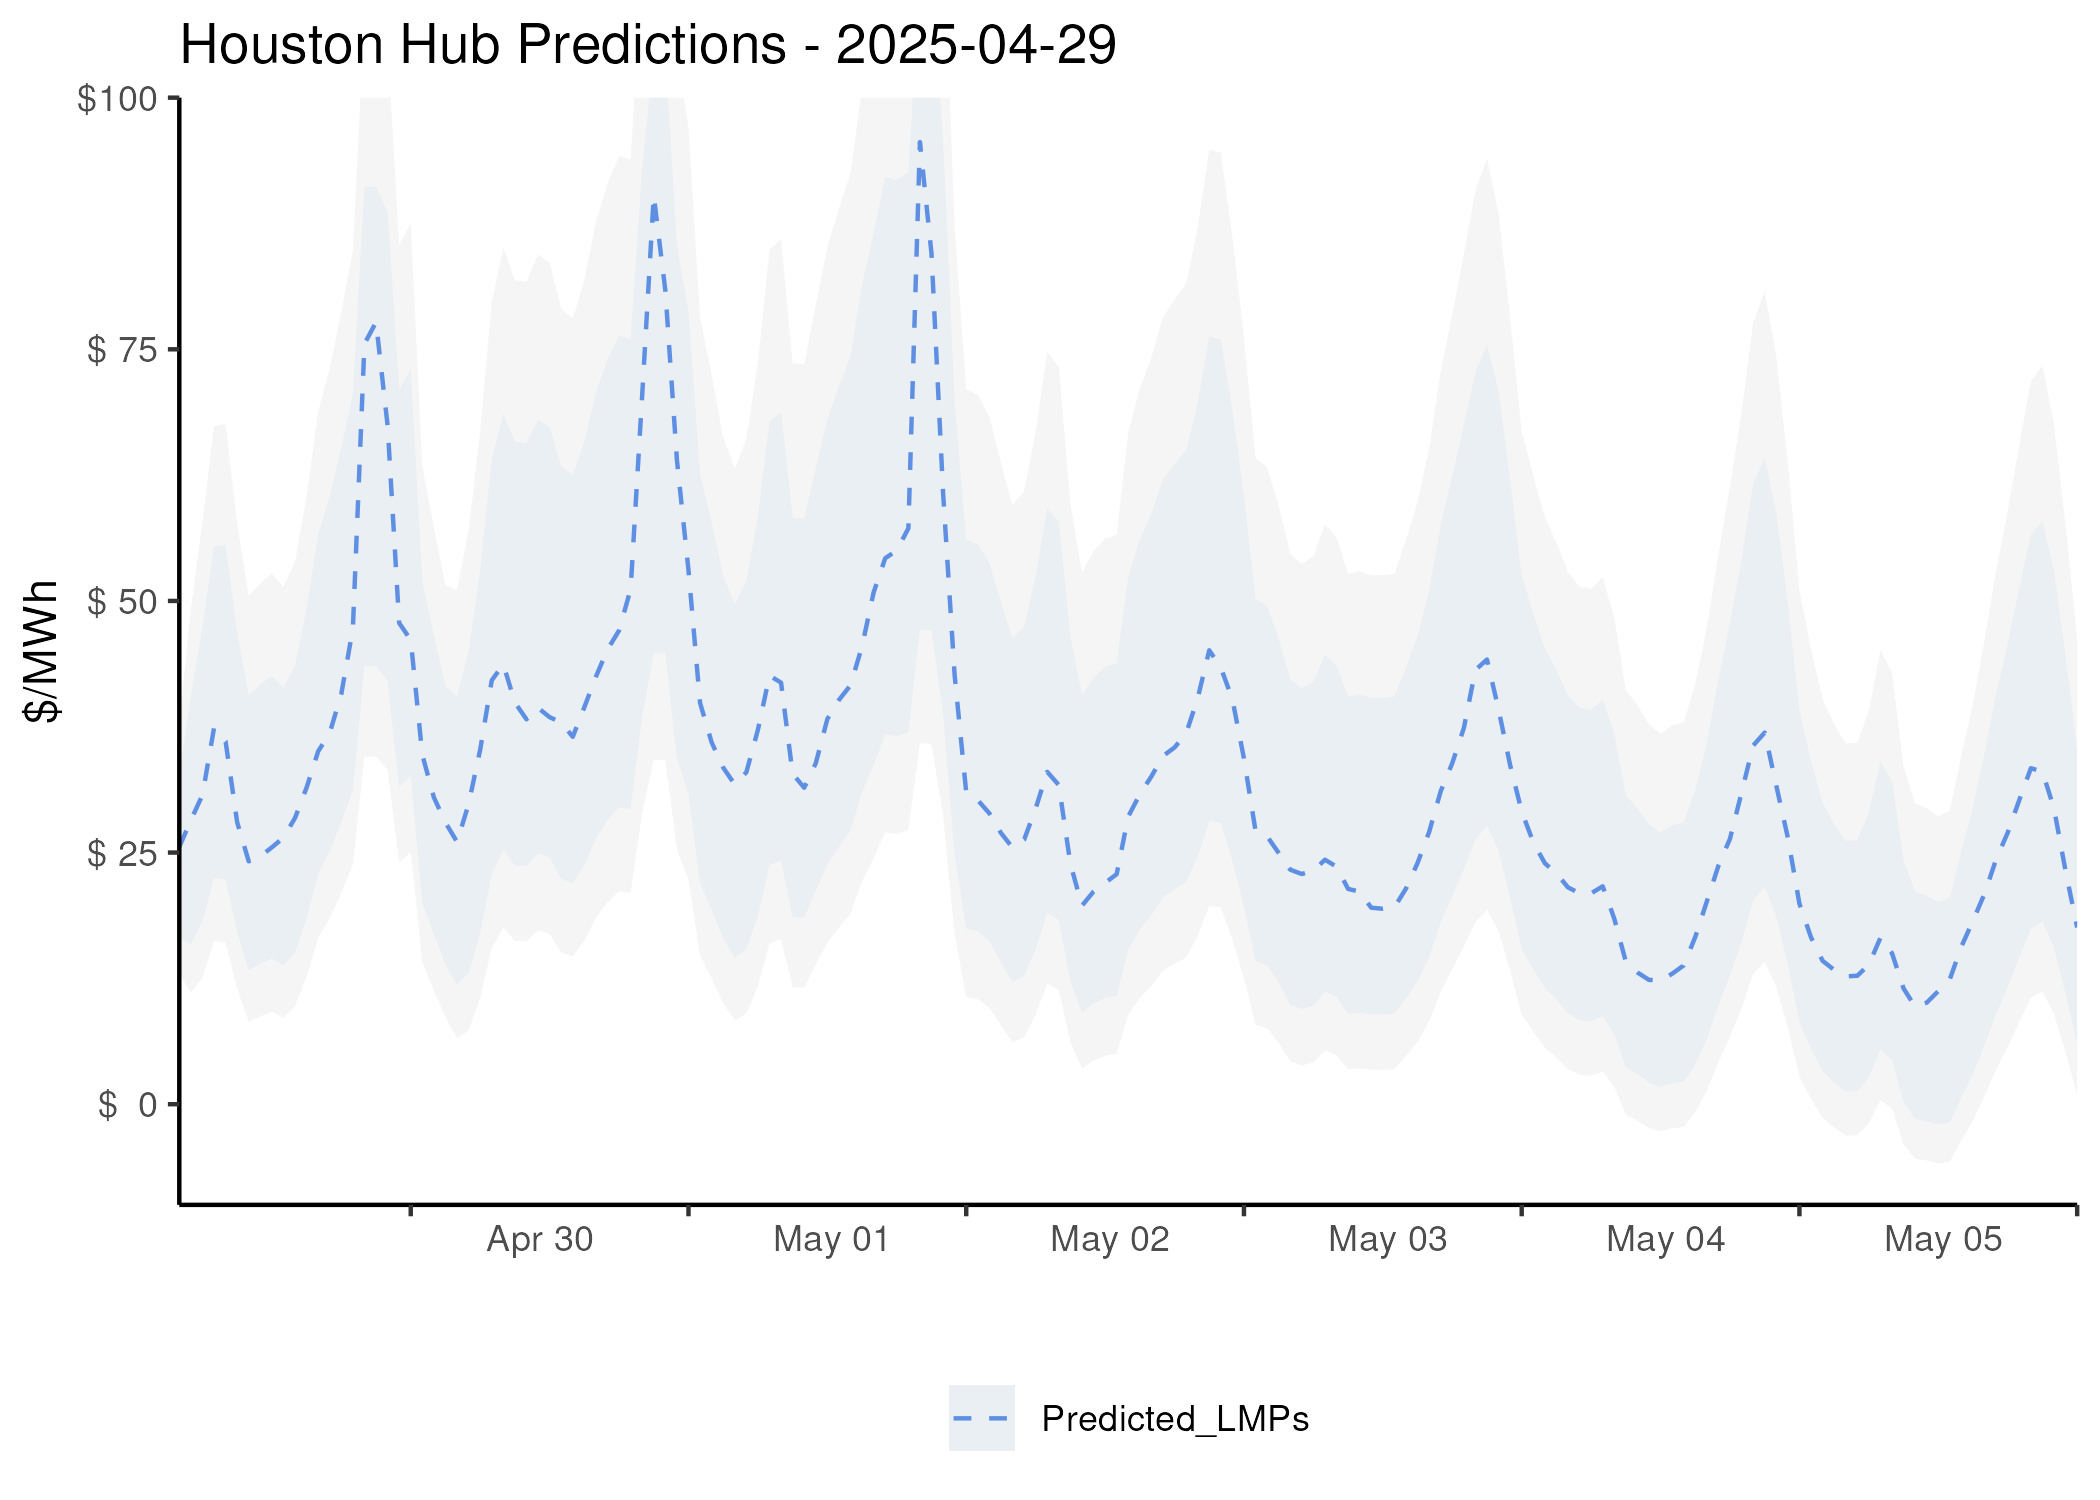 Houston Hub Predictions - 2025-04-29
$/MWh
$100
$ 75
$ 50
$ 25
$  0
Apr 30
May 01
May 02
May 03
May 04
May 05
Predicted_LMPs